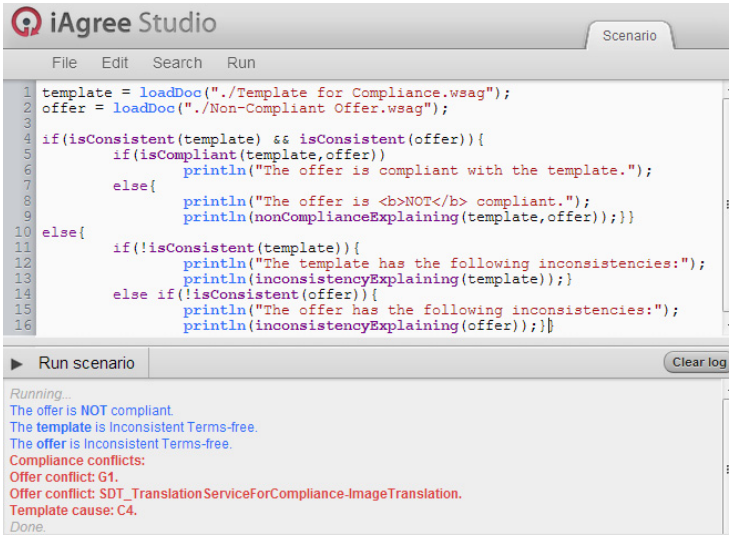 iAgree Studio
Scenario
File Edit Search Run
1 template = loadDoc("./Template for Compliance.wsag");
2 offer = loadDoc("./Non-Compliant Offer.wsag");
3
4 if(isConsistent(template) && isConsistent(offer)){
5 if(isCompliant(template,offer))
6 println("The offer is compliant with the template.");
7 else{
8 println("The offer is <b>NOT</b> compliant.");
9 println(nonComplianceExplaining(template,offer));}}
10 else{
11 if(!isConsistent(template)){
12 println("The template has the following inconsistencies:");
13 println(inconsistencyExplaining(template));}
14 else if(!isConsistent(offer)){
15 println("The offer has the following inconsistencies:");
16 println(inconsistencyExplaining(offer));}}
Run scenario
Clear log
Running...
The offer is NOT compliant.
The template is Inconsistent Terms-free.
The offer is Inconsistent Terms-free.
Compliance conflicts:
Offer conflict: G1.
Offer conflict: SDT_TranslationServiceForCompliance-ImageTranslation.
Template cause: C4.
Done.